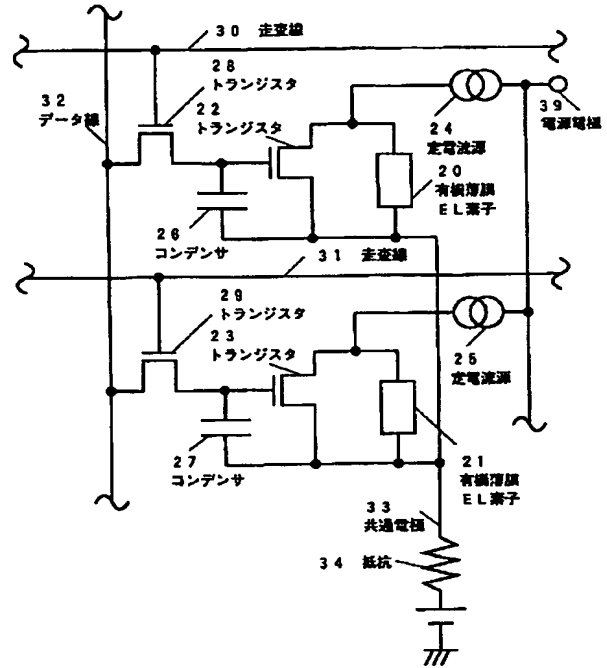 30 走査線
28
トランジスタ
32
データ線
22
トランジスタ
24
定電流源
39
電源電極
20
有機薄膜
EL素子
26
コンデンサ
31 走査線
29
トランジスタ
23
トランジスタ
25
定電流源
27
コンデンサ
21
有機薄膜
EL素子
33
共通電極
34 抵抗